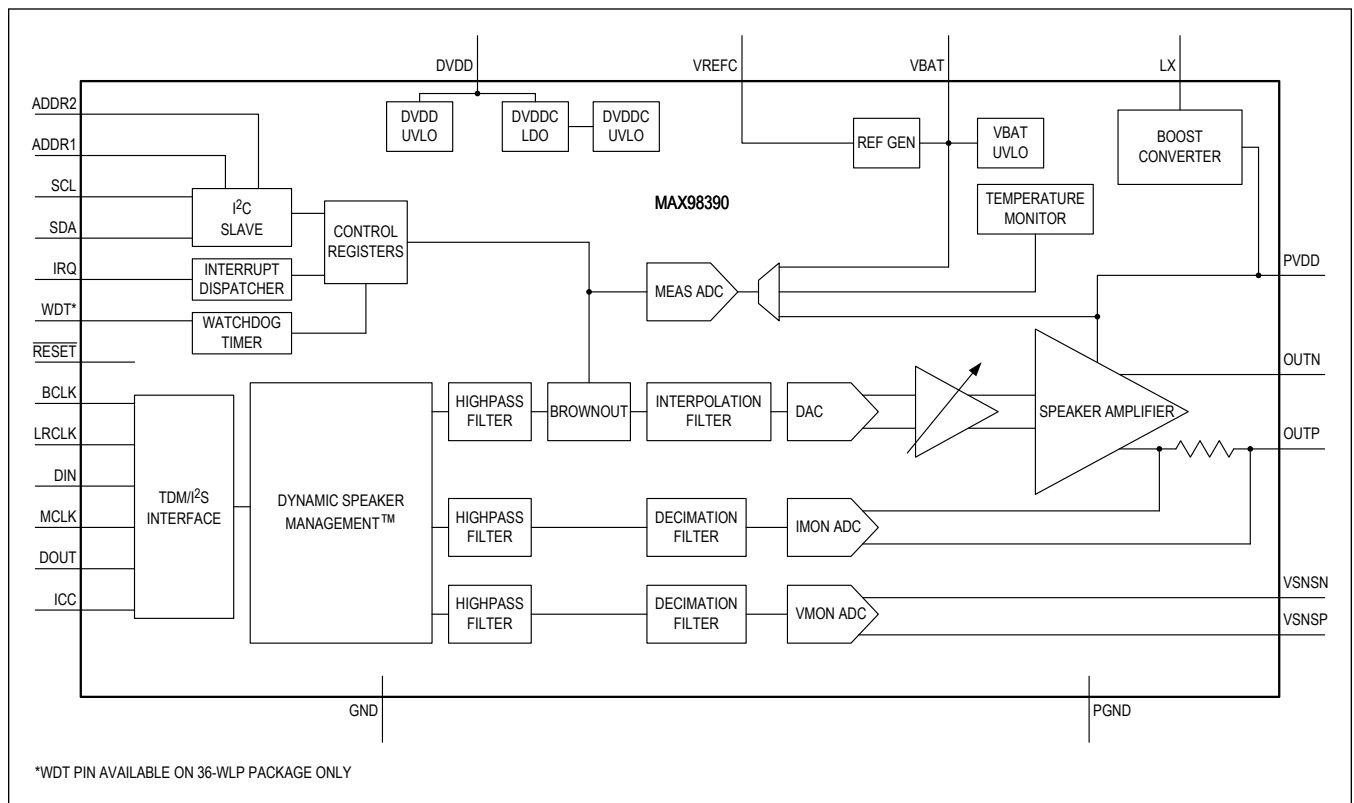 DVDD
VREFC
VBAT
LX
ADDR2
ADDR1
SCL
SDA
IRQ
WDT*
RESET
BCLK
LRCLK
DIN
MCLK
DOUT
ICC
DVDD
UVLO
DVDDC
LDO
DVDDC
UVLO
REF GEN
VBAT
UVLO
BOOST
CONVERTER
MAX98390
TEMPERATURE
MONITOR
I2C
SLAVE
CONTROL
REGISTERS
INTERRUPT
DISPATCHER
WATCHDOG
TIMER
MEAS ADC
PVDD
OUTN
OUTP
VSNSN
VSNSP
TDM/I2S
INTERFACE
DYNAMIC SPEAKER
MANAGEMENT™
HIGHPASS
FILTER
BROWNOUT
INTERPOLATION
FILTER
DAC
SPEAKER AMPLIFIER
HIGHPASS
FILTER
DECIMATION
FILTER
IMON ADC
HIGHPASS
FILTER
DECIMATION
FILTER
VMON ADC
GND
PGND
*WDT PIN AVAILABLE ON 36-WLP PACKAGE ONLY